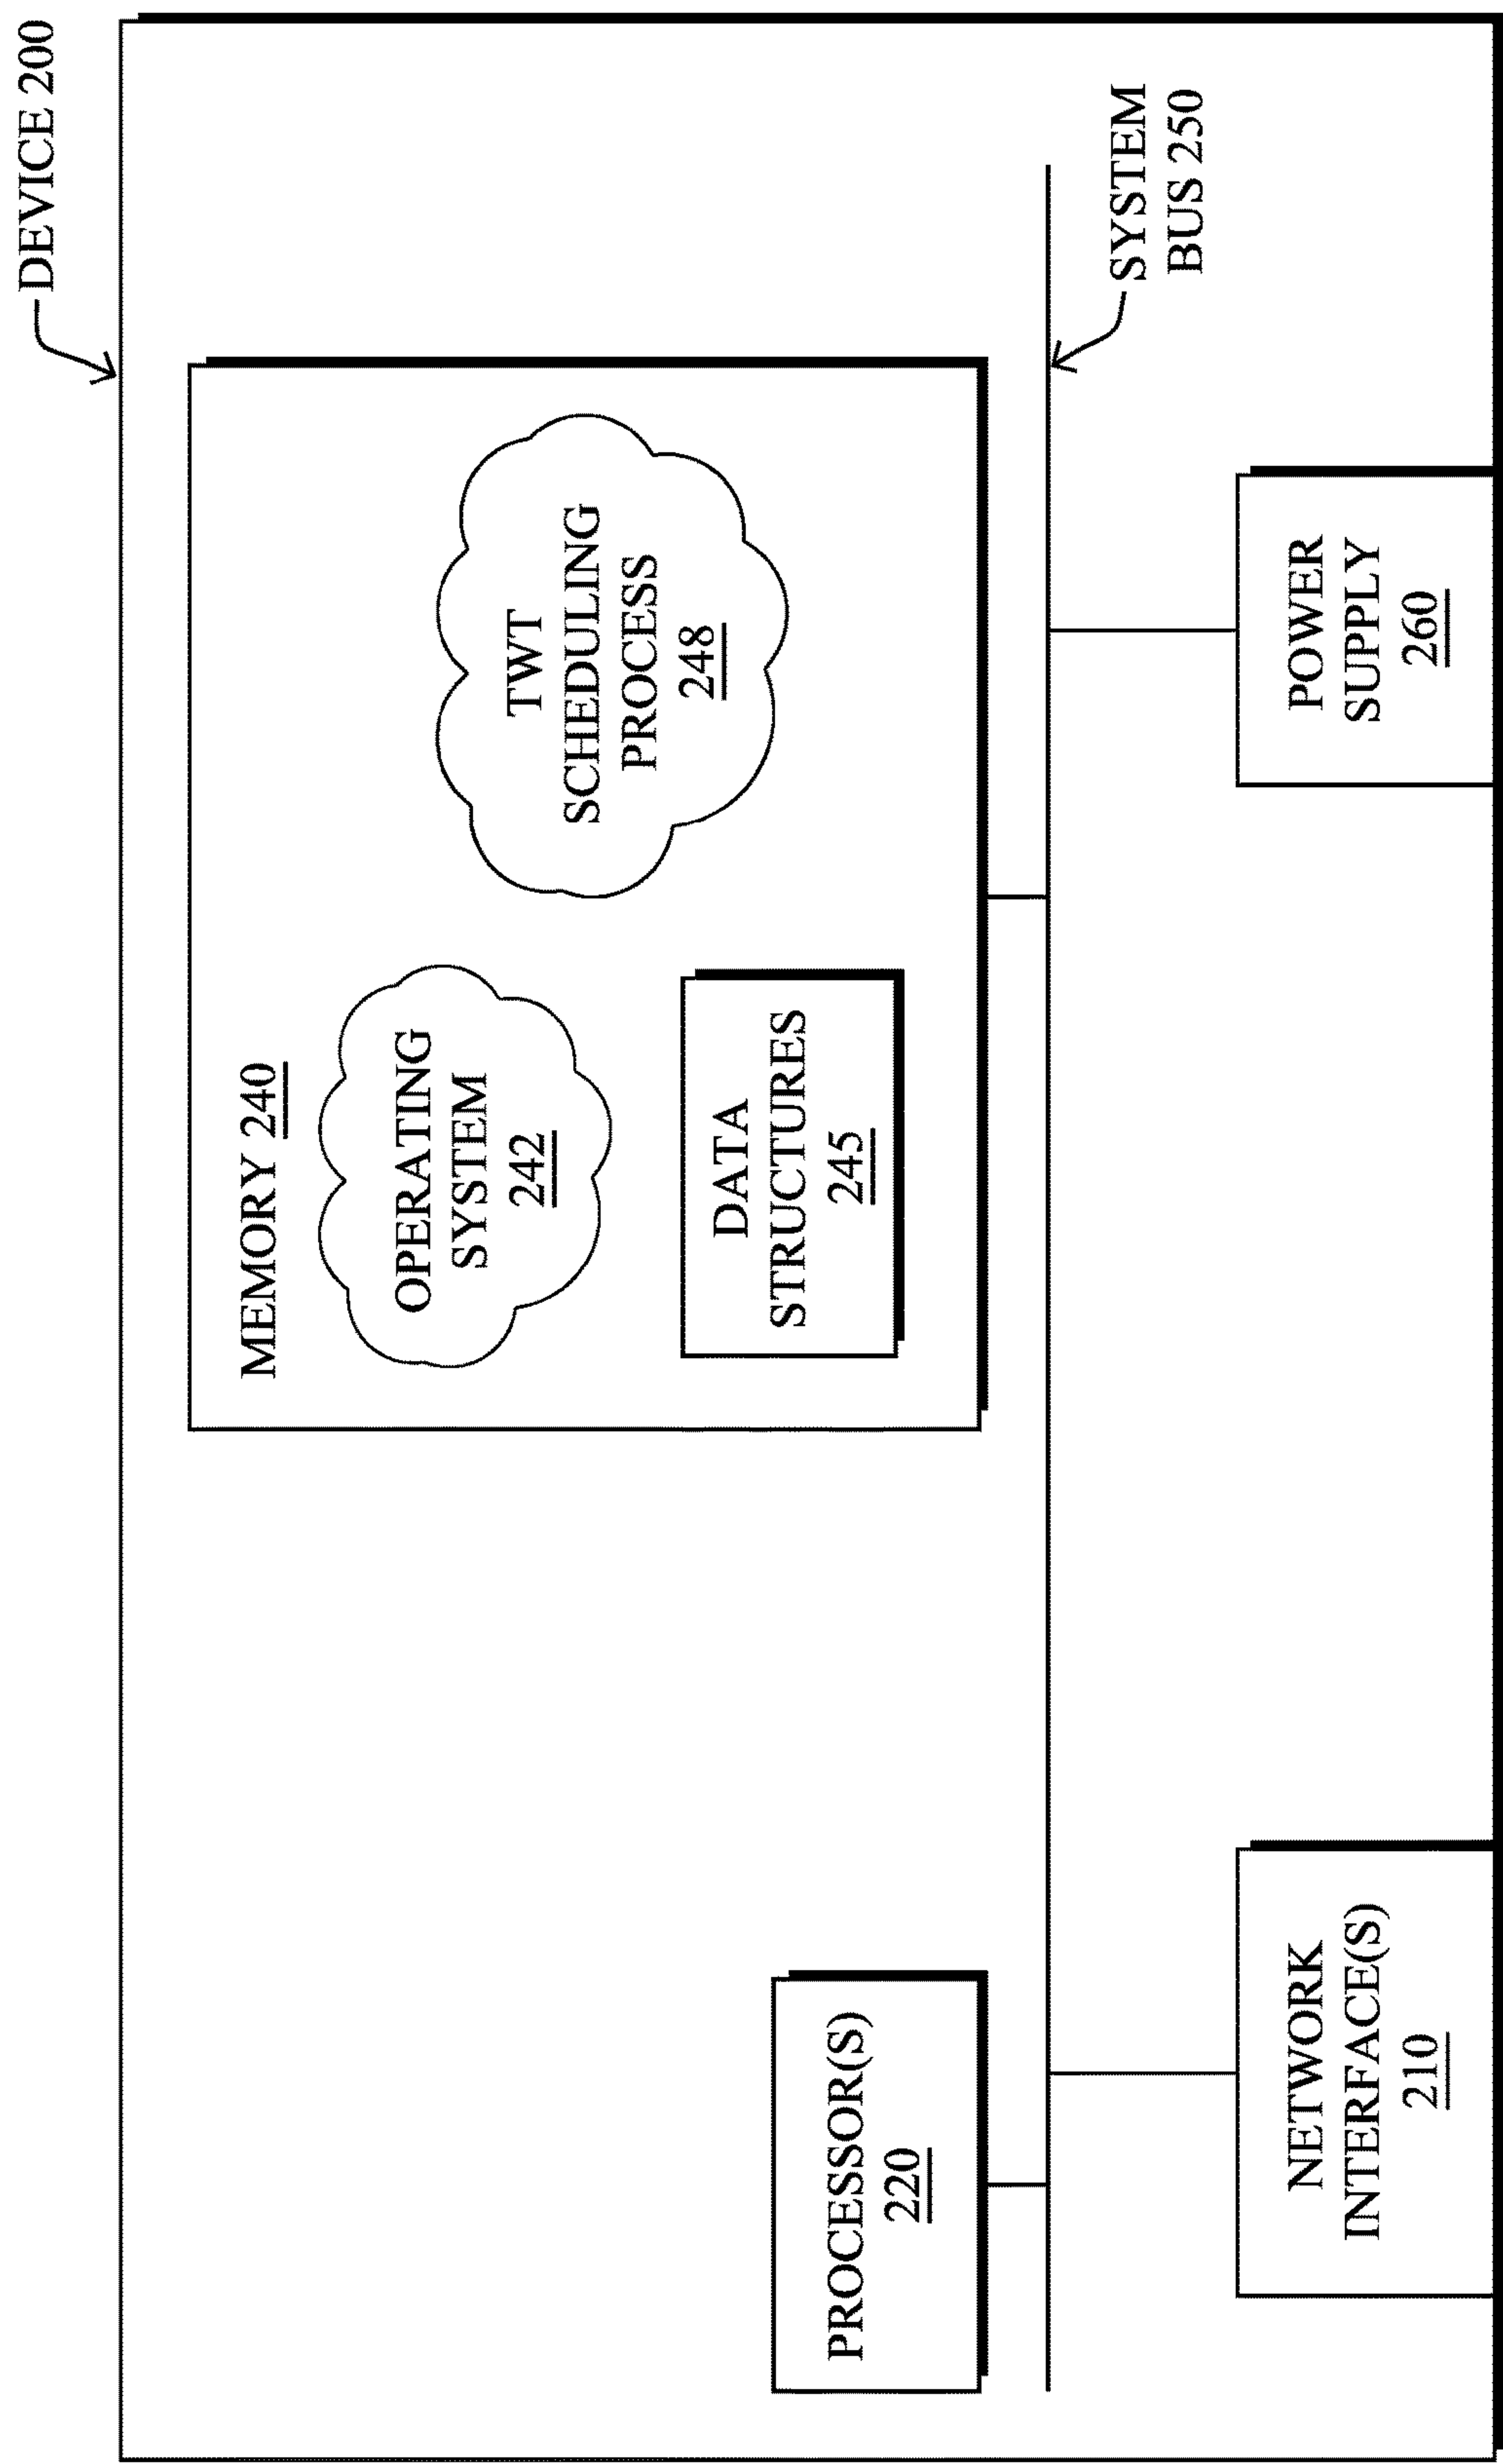 DEVICE 200
MEMORY 240
OPERATING
SYSTEM
242
TWT
SCHEDULING
PROCESS
248
DATA
STRUCTURES
245
PROCESSOR(S)
220
SYSTEM
BUS 250
NETWORK
INTERFACE(S)
210
POWER
SUPPLY
260